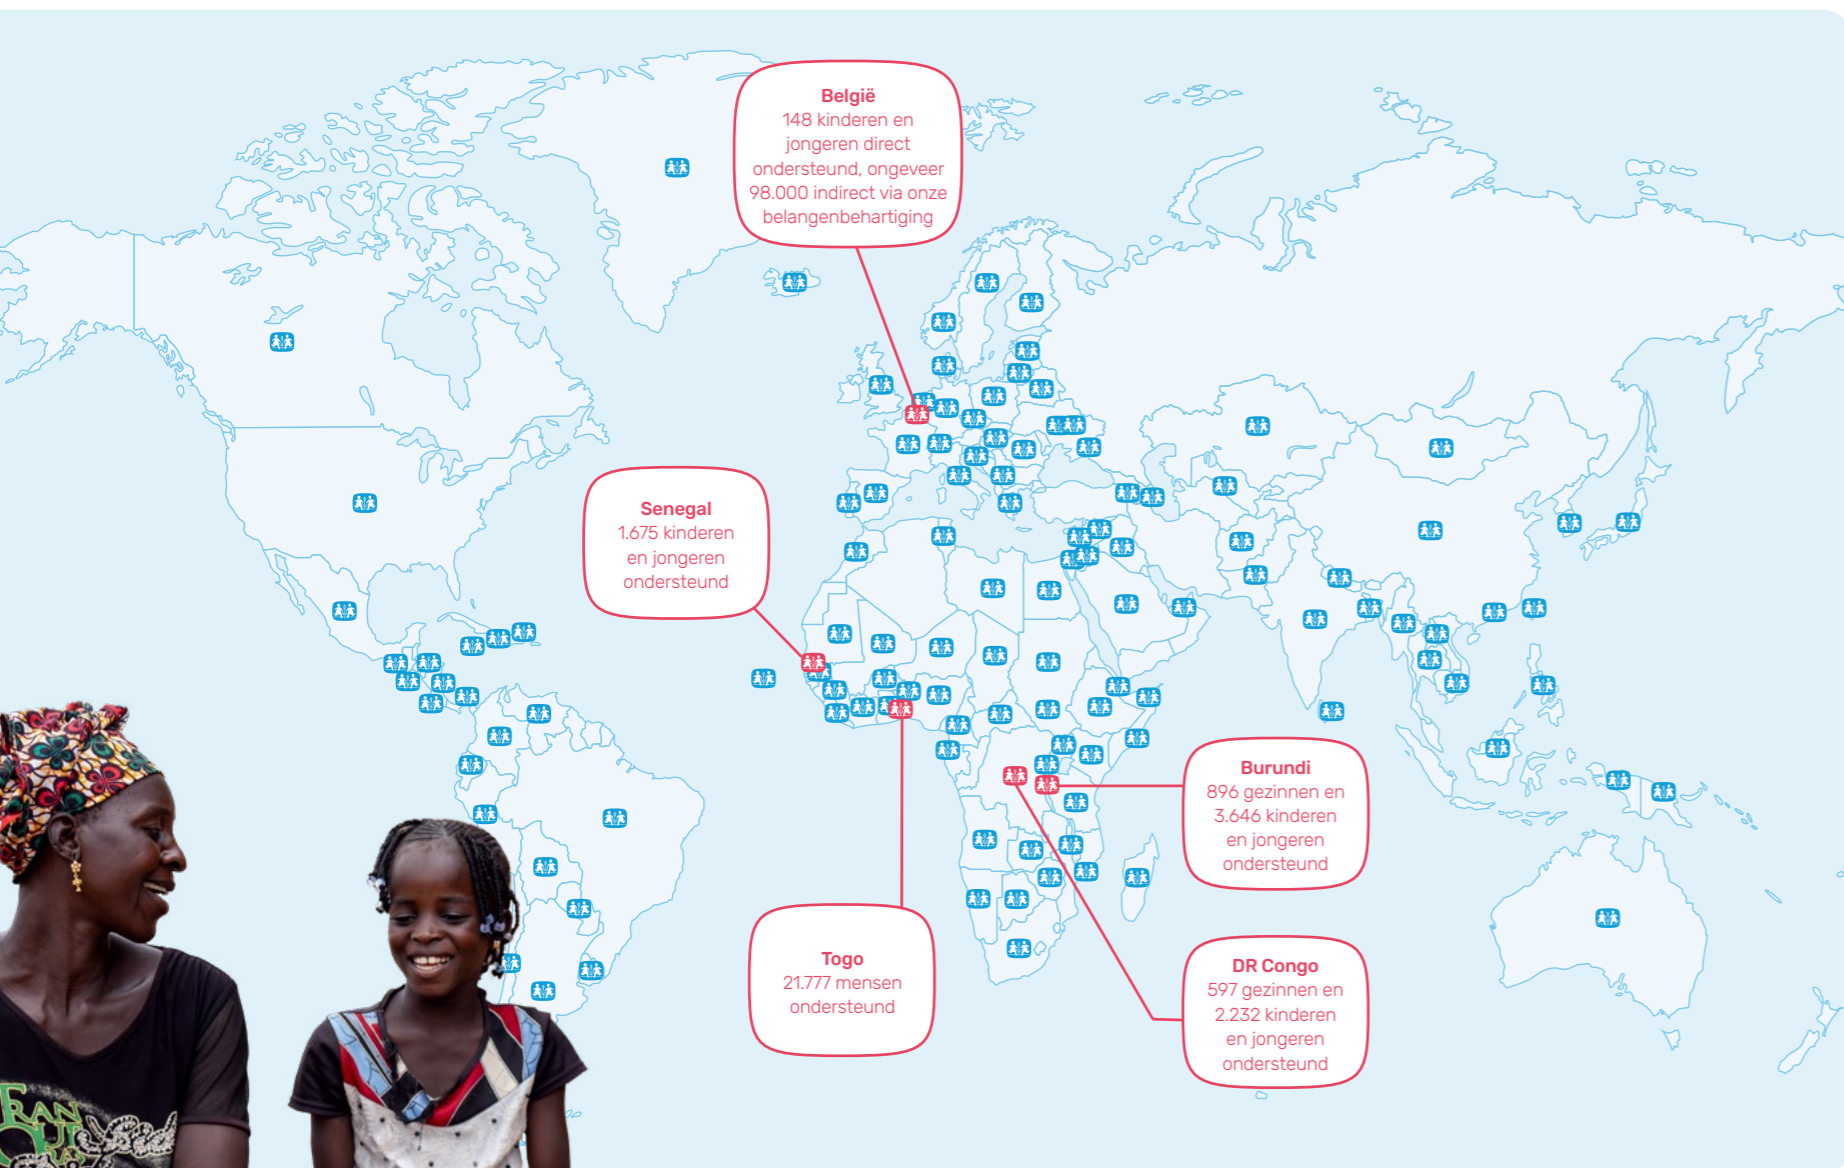 België
148 kinderen en
jongeren direct
ondersteund, ongeveer
98.000 indirect via onze
belangenbehartiging
Senegal
1.675 kinderen
en jongeren
ondersteund
Burundi
896 gezinnen en
3.646 kinderen
en jongeren
ondersteund
Togo
21.777 mensen
ondersteund
DR Congo
597 gezinnen en
2.232 kinderen
en jongeren
ondersteund